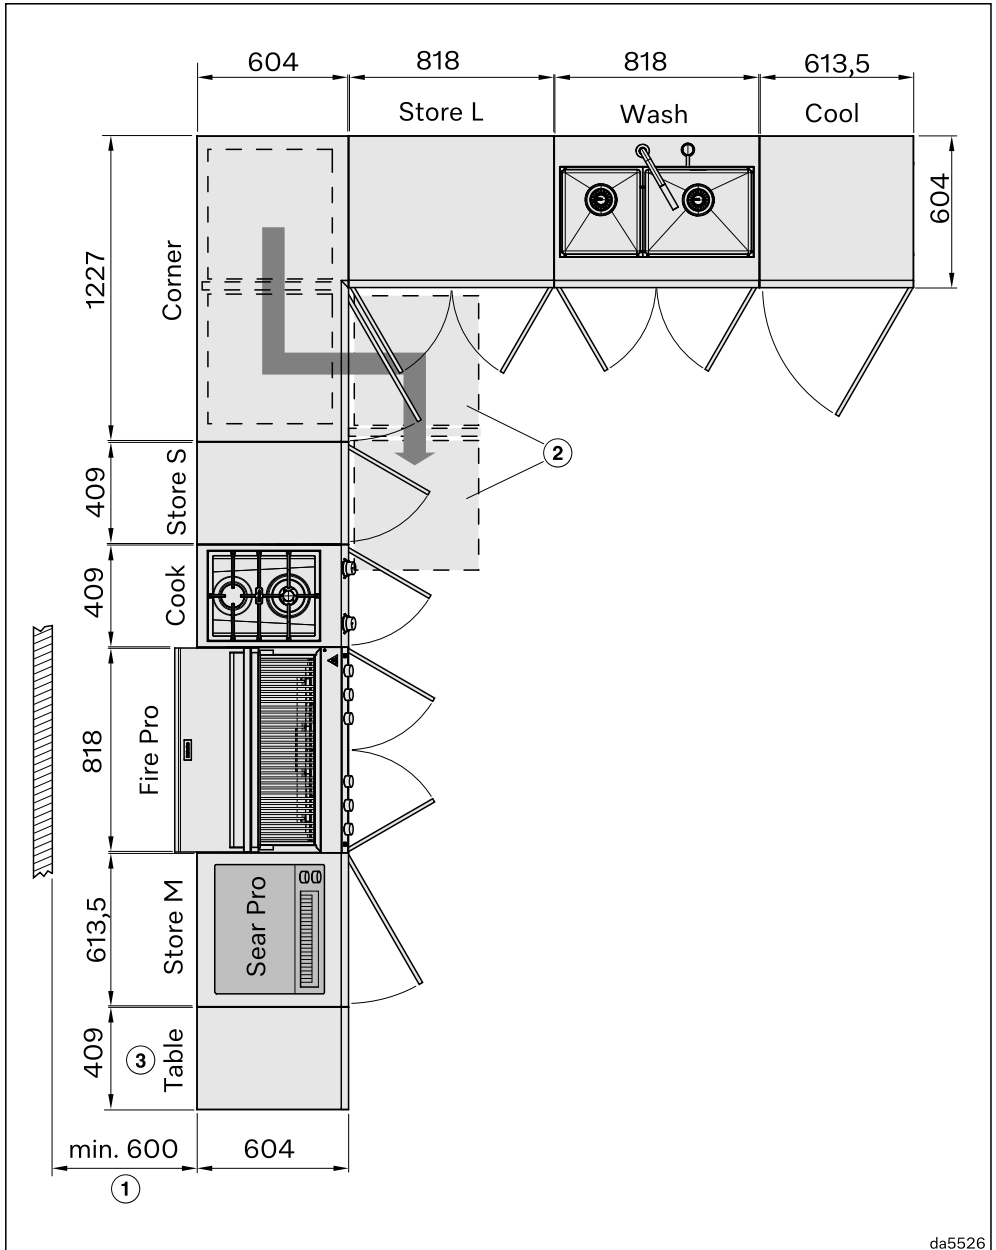 604
818
818
613,5
Store L
Wash
Cool
604
1227
Corner
409
Store S
2
409
Cook
818
Fire Pro
613,5
Store M
Sear Pro
409
3
Table
min. 600
604
1
da5526